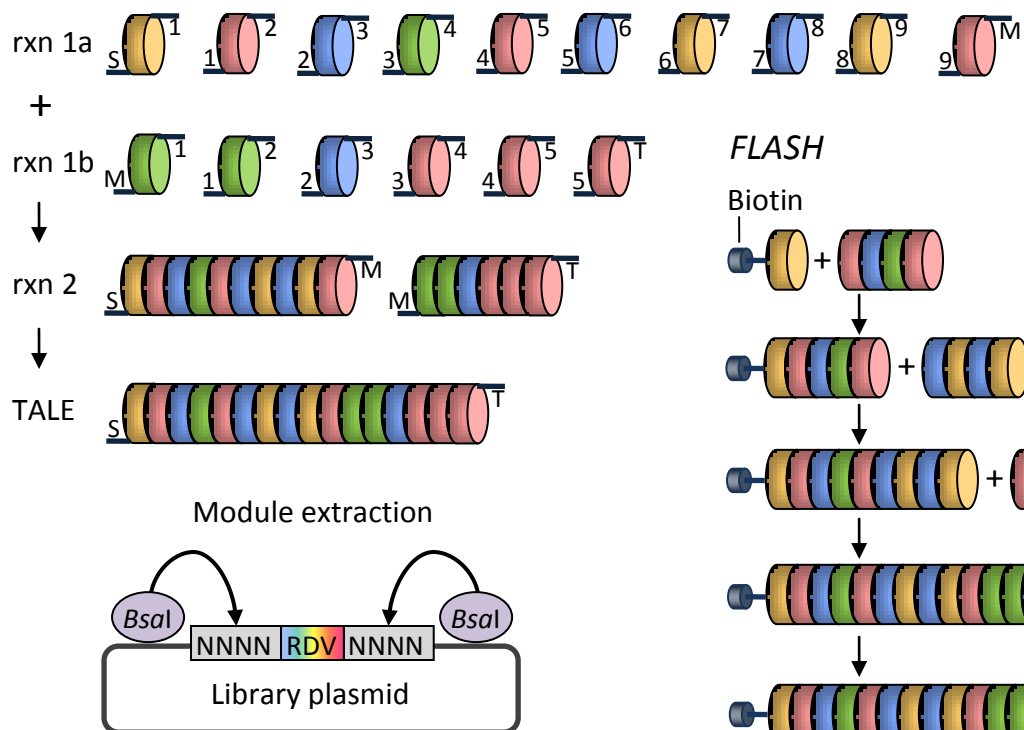 rxn 1a
S 1 1 2 2 3 3 4 4 5 5 6 6 7 7 8 8 9 9 M
+
rxn 1b
M 1 1 2 2 3 3 4 4 5 5 T
FLASH
Biotin
+
rxn 2
S M M T
+
TALE
S T
+
Module extraction
BsaI BsaI
NNNN RDV NNNN
Library plasmid